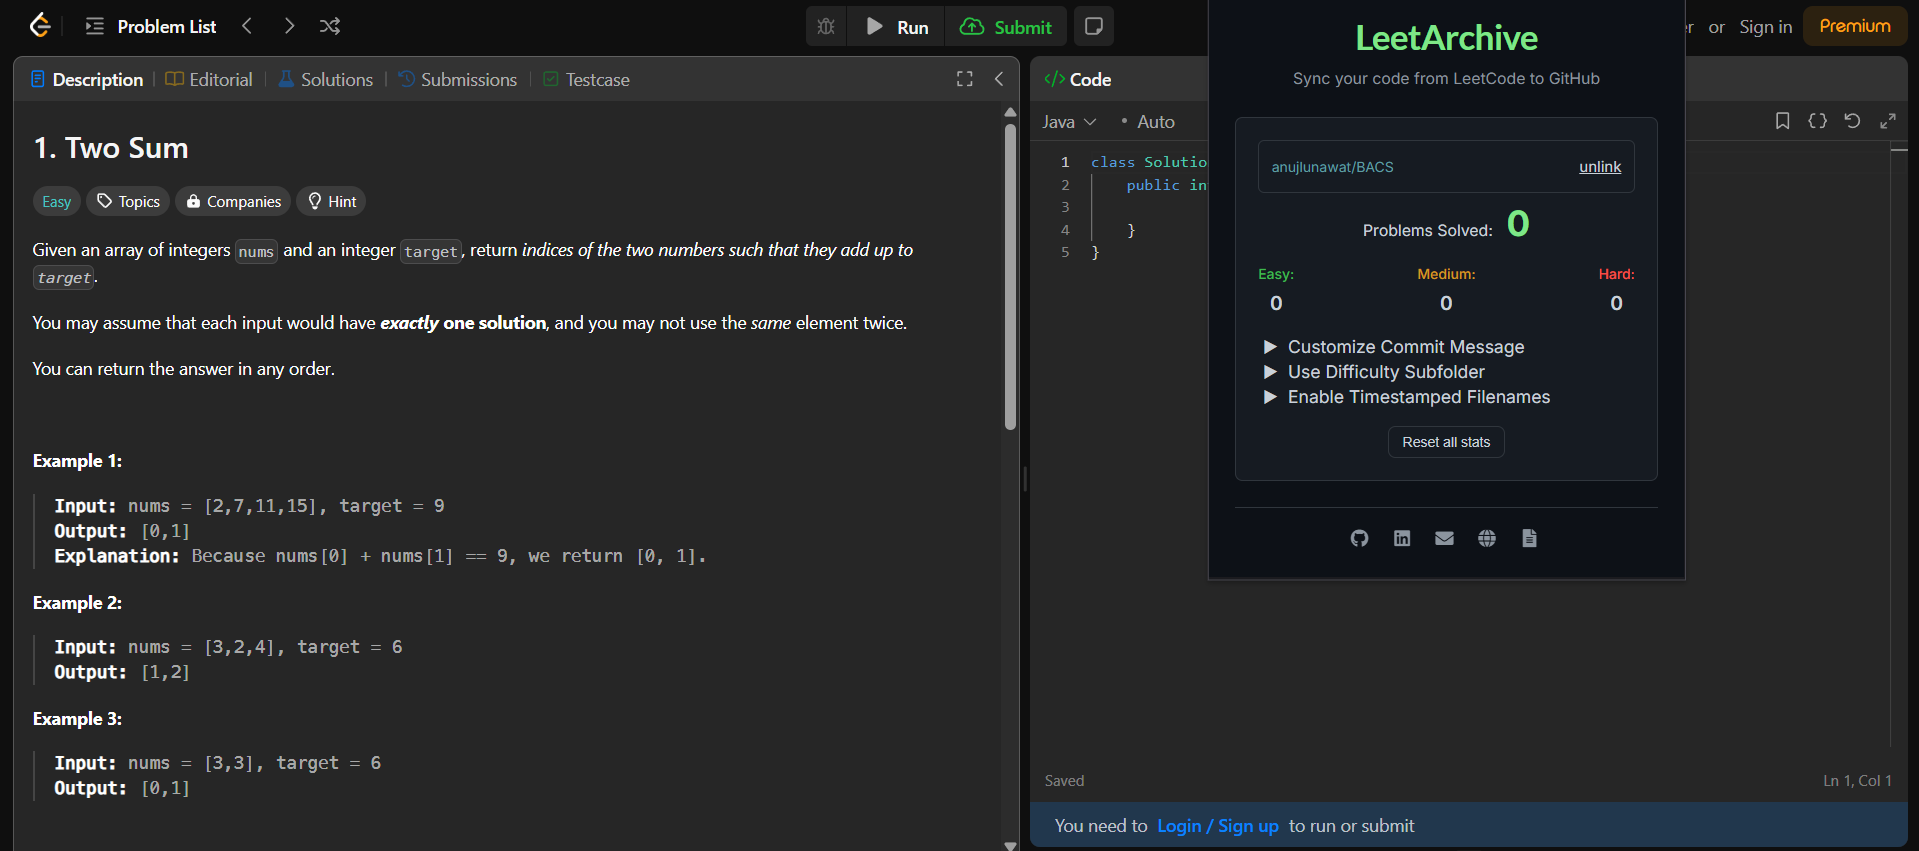 Problem List
Run
Submit
or Sign in
Premium
Description
Editorial
Solutions
Submissions
Testcase
1. Two Sum
Easy
Topics
Companies
Hint
Given an array of integers nums and an integer target, return indices of the two numbers such that they add up to
target.
You may assume that each input would have exactly one solution, and you may not use the same element twice.
You can return the answer in any order.
Example 1:
Input: nums = [2,7,11,15], target = 9
Output: [0,1]
Explanation: Because nums[0] + nums[1] == 9, we return [0, 1].
Example 2:
Input: nums = [3,2,4], target = 6
Output: [1,2]
Example 3:
Input: nums = [3,3], target = 6
Output: [0,1]
</> Code
Java
• Auto
1 class Solutio
2 public in
3
4 }
5 }
Saved
Ln 1, Col 1
You need to Login / Sign up to run or submit
LeetArchive
Sync your code from LeetCode to GitHub
anujlunawat/BACS
unlink
Problems Solved: 0
Easy: Medium: Hard:
0 0 0
▶ Customize Commit Message
▶ Use Difficulty Subfolder
▶ Enable Timestamped Filenames
Reset all stats